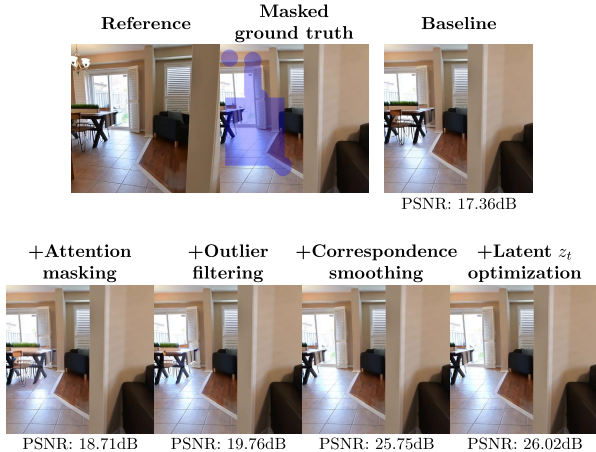 Reference
Masked
ground truth
Baseline
PSNR: 17.36dB
+Attention
masking
+Outlier
filtering
+Correspondence
smoothing
+Latent z_t
optimization
PSNR: 18.71dB
PSNR: 19.76dB
PSNR: 25.75dB
PSNR: 26.02dB